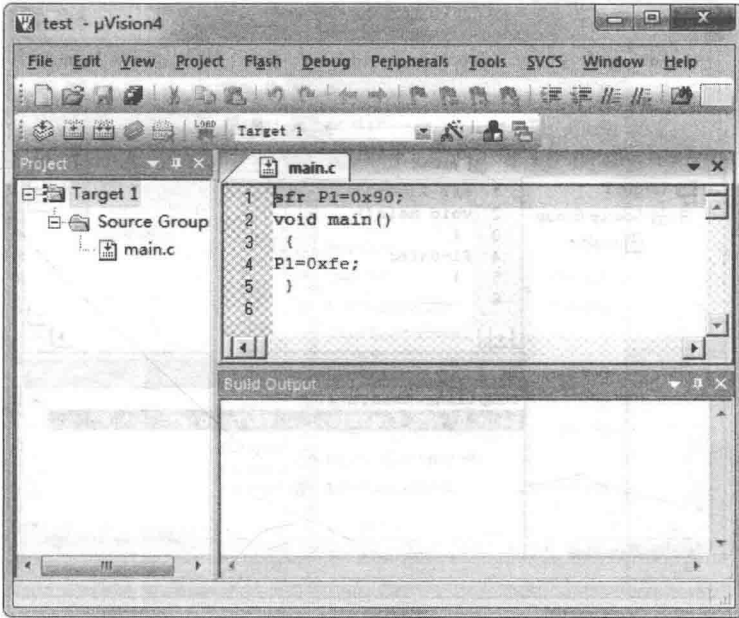 test - µVision4
File Edit View Project Flash Debug Peripherals Tools SVCS Window Help
LOAD Target 1
Project
Target 1
Source Group
main.c
main.c
1 sfr P1=0x90;
2 void main()
3 {
4 P1=0xfe;
5 }
6
Build Output